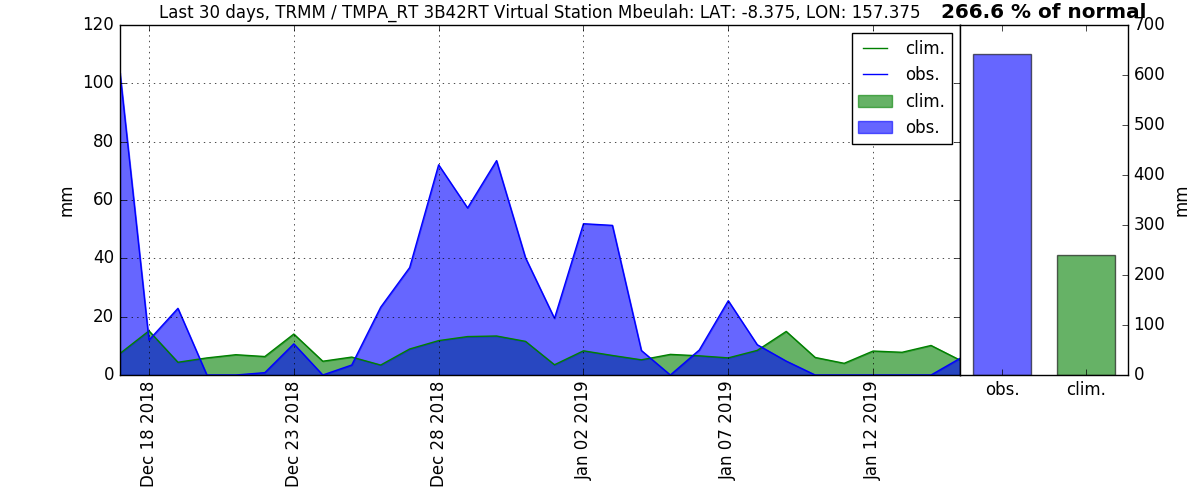 Last 30 days, TRMM / TMPA_RT 3B42RT Virtual Station Mbeulah: LAT: -8.375, LON: 157.375
266.6 % of normal
120
100
80
60
40
20
0
mm
clim.
obs.
clim.
obs.
Dec 18 2018
Dec 23 2018
Dec 28 2018
Jan 02 2019
Jan 07 2019
Jan 12 2019
700
600
500
400
300
200
100
0
mm
obs.
clim.